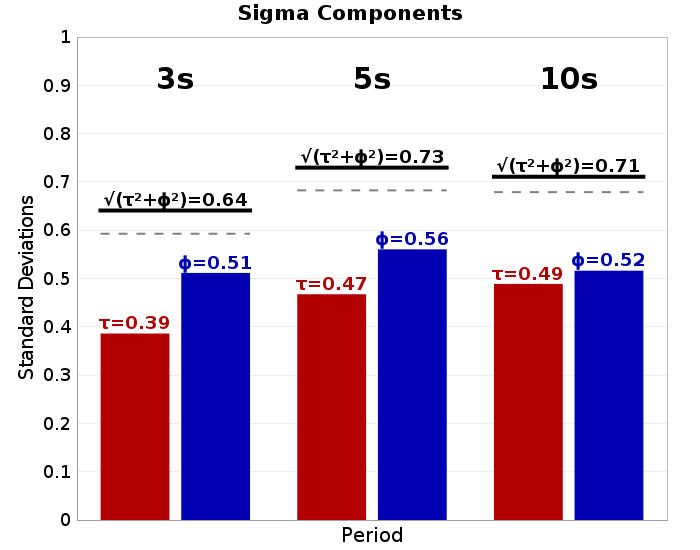 Sigma Components
1
0.9
0.8
0.7
0.6
0.5
0.4
0.3
0.2
0.1
0
Standard Deviations
3s
5s
10s
√(τ²+ϕ²)=0.64
√(τ²+ϕ²)=0.73
√(τ²+ϕ²)=0.71
τ=0.39
ϕ=0.51
τ=0.47
ϕ=0.56
τ=0.49
ϕ=0.52
Period